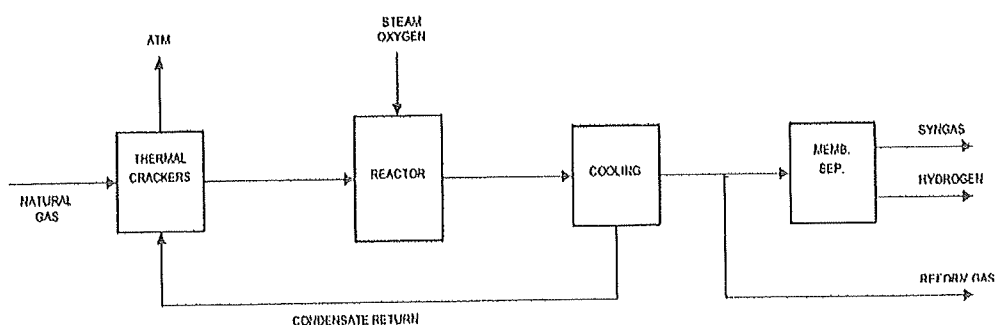 STEAM
OXYGEN
ATM
THERMAL
CRACKERS
REACTOR
COOLING
MEMB.
SEP.
SYNGAS
HYDROGEN
NATURAL
GAS
REFORM GAS
CONDENSATE RETURN